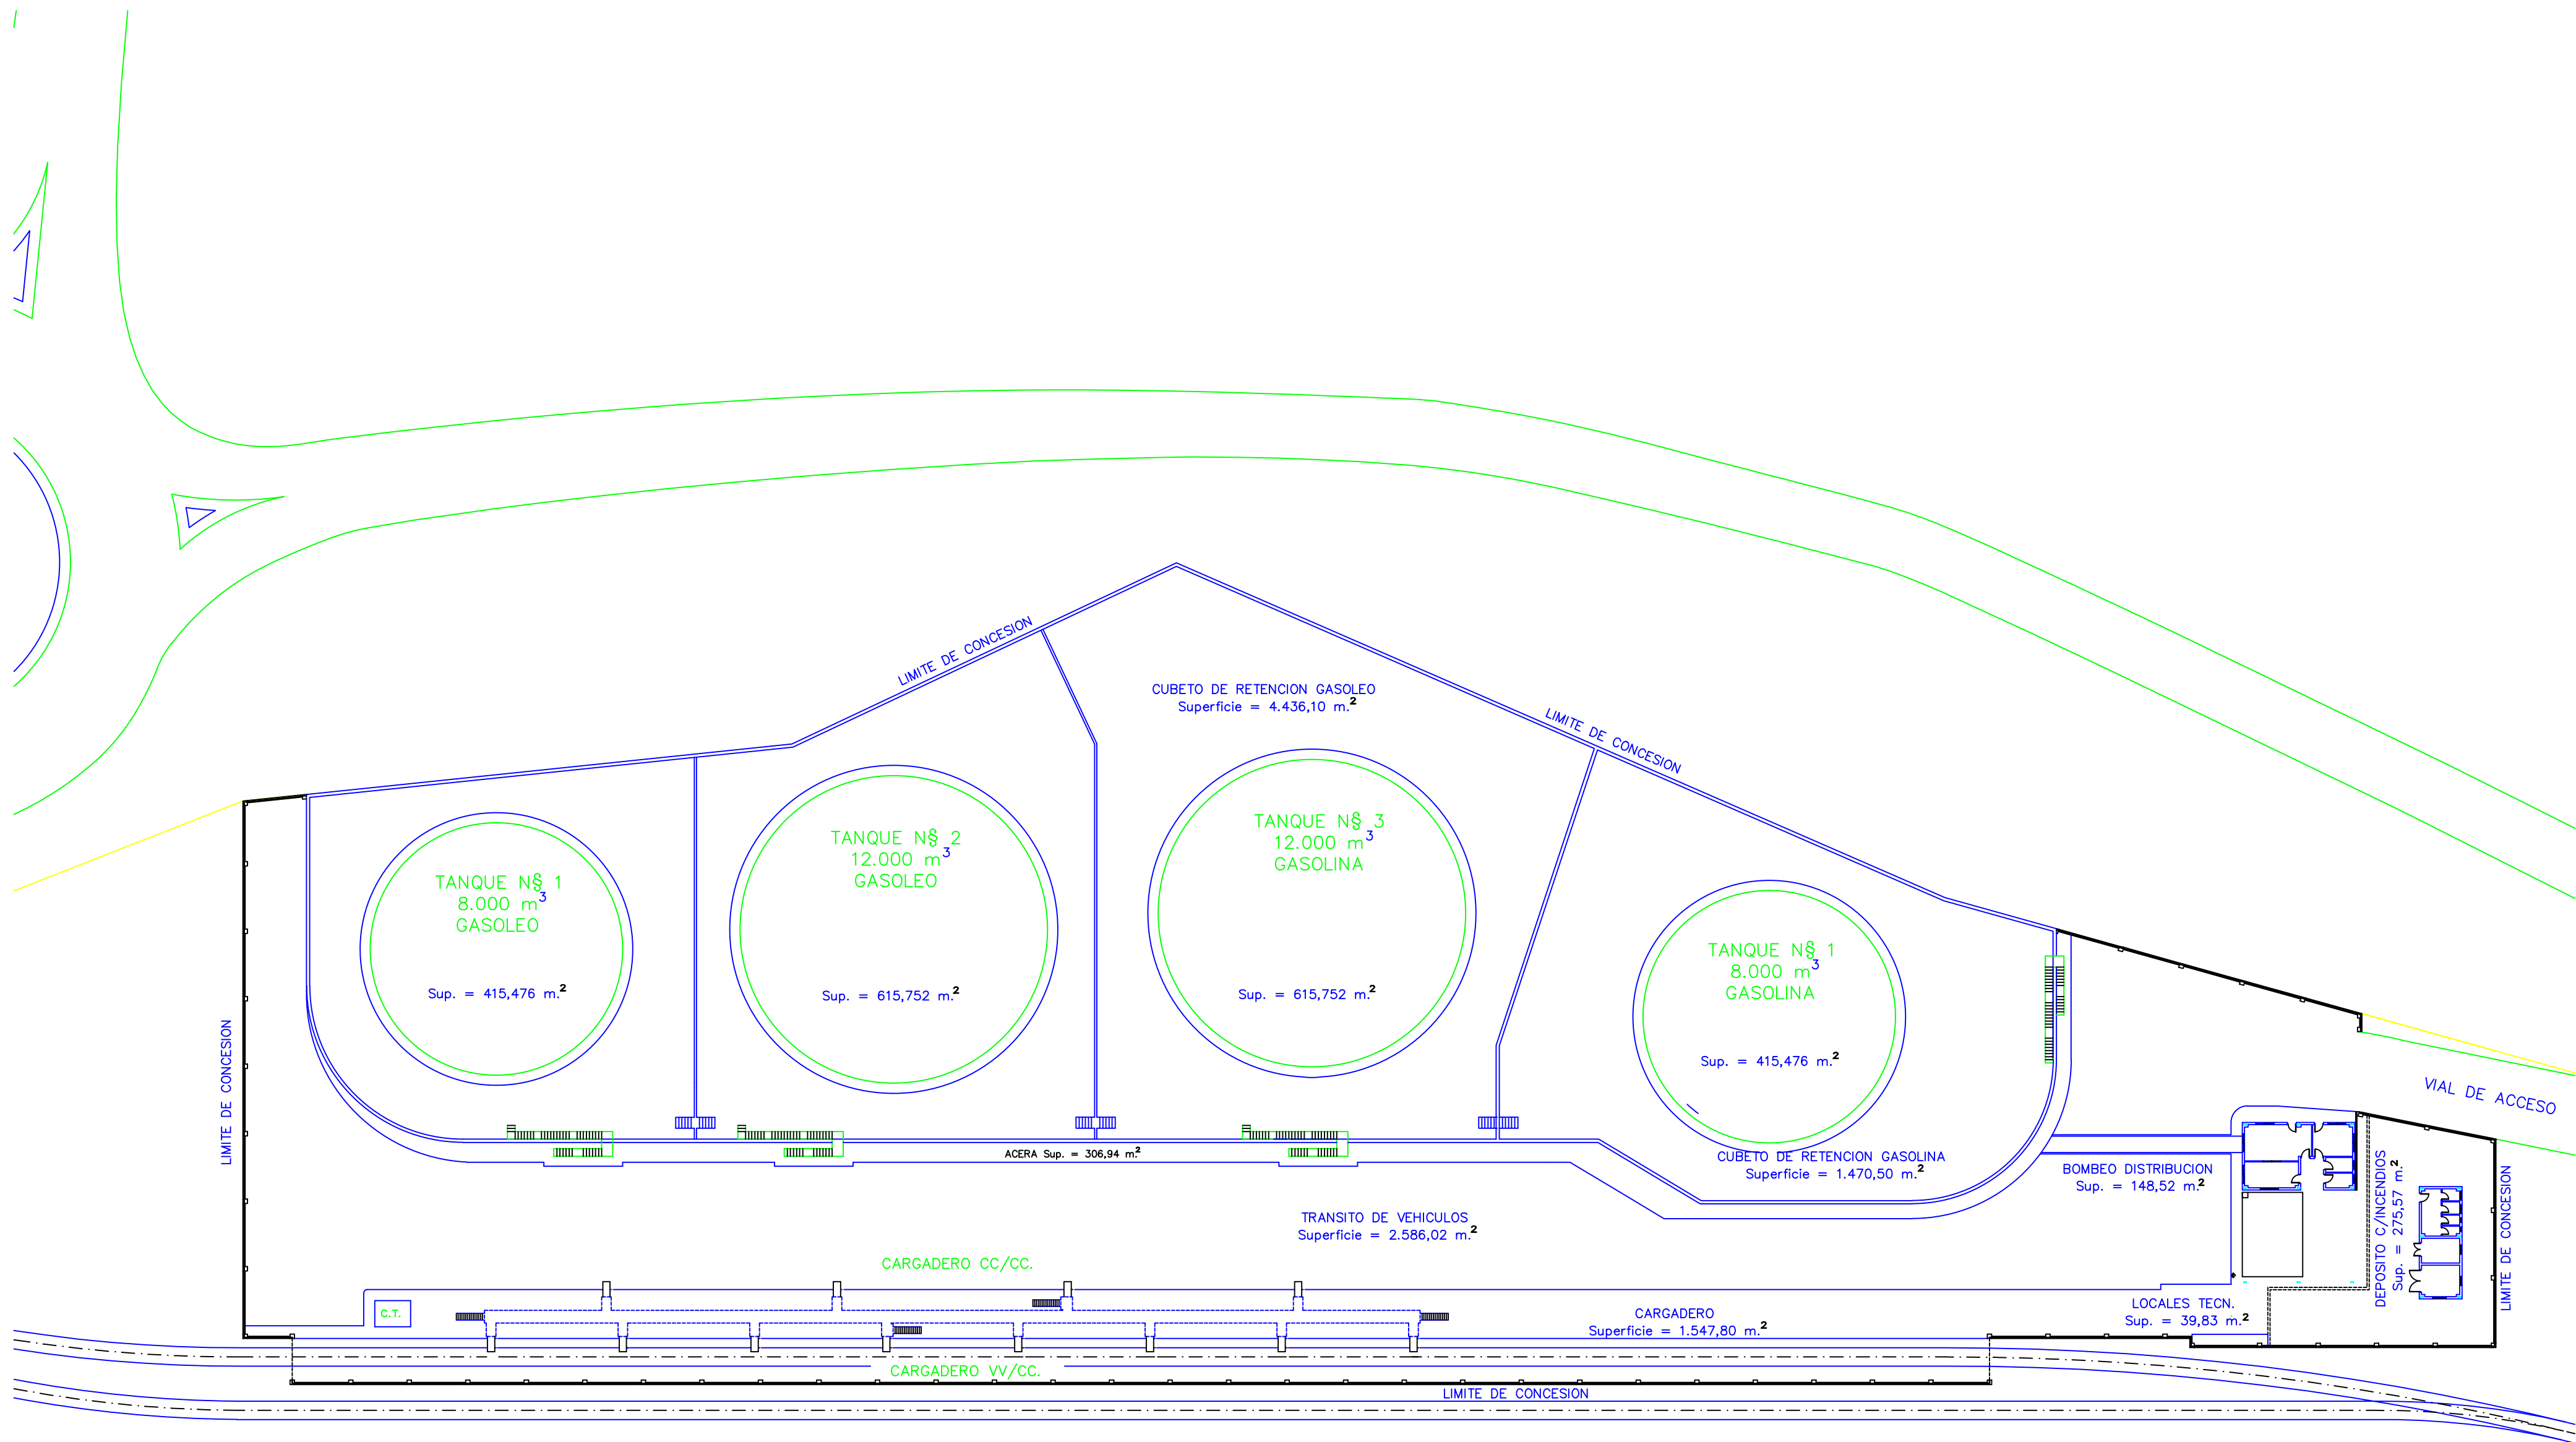 LIMITE DE CONCESION
CUBETO DE RETENCION GASOLEO
Superficie = 4.436,10 m.²
LIMITE DE CONCESION
TANQUE N§ 1
8.000 m³
GASOLEO
Sup. = 415,476 m.²
TANQUE N§ 2
12.000 m³
GASOLEO
Sup. = 615,752 m.²
TANQUE N§ 3
12.000 m³
GASOLINA
Sup. = 615,752 m.²
TANQUE N§ 1
8.000 m³
GASOLINA
Sup. = 415,476 m.²
LIMITE DE CONCESION
VIAL DE ACCESO
ACERA Sup. = 306,94 m.²
CUBETO DE RETENCION GASOLINA
Superficie = 1.470,50 m.²
BOMBEO DISTRIBUCION
Sup. = 148,52 m.²
DEPOSITO C/INCENDIOS
Sup. = 275,57 m.²
LIMITE DE CONCESION
TRANSITO DE VEHICULOS
Superficie = 2.586,02 m.²
CARGADERO CC/CC.
C.T.
CARGADERO
Superficie = 1.547,80 m.²
LOCALES TECN.
Sup. = 39,83 m.²
CARGADERO VV/CC.
LIMITE DE CONCESION